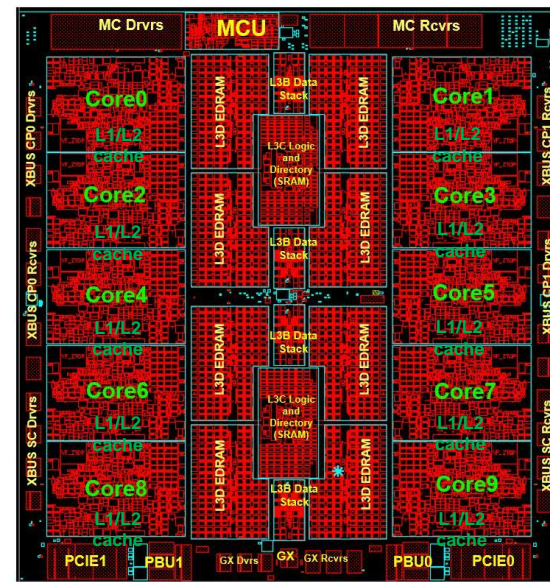 MC Drvrs
MCU
MC Rcvrs
XBUS CP0 Drvrs
XBUS CP0 Rcvrs
XBUS SC Drvrs
Core0
L1/L2
cache
Core2
L1/L2
cache
Core4
L1/L2
cache
Core6
L1/L2
cache
Core8
L1/L2
cache
L3D EDRAM
L3D EDRAM
L3D EDRAM
L3D EDRAM
L3B Data
Stack
L3C Logic
and
Directory
(SRAM)
L3B Data
Stack
L3B Data
Stack
L3C Logic
and
Directory
(SRAM)
L3B Data
Stack
L3D EDRAM
L3D EDRAM
L3D EDRAM
L3D EDRAM
Core1
L1/L2
cache
Core3
L1/L2
cache
Core5
L1/L2
cache
Core7
L1/L2
cache
Core9
L1/L2
cache
XBUS CP1 Rcvrs
XBUS CP1 Drvrs
XBUS SC Rcvrs
PCIE1
PBU1
GX Dvrs
GX
GX Rcvrs
PBU0
PCIE0